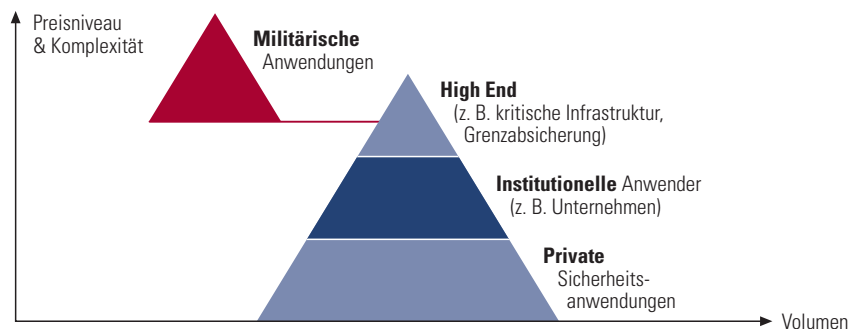 Preisniveau
& Komplexität
Militärische
Anwendungen
High End
(z. B. kritische Infrastruktur,
Grenzabsicherung)
Institutionelle Anwender
(z. B. Unternehmen)
Private
Sicherheits-
anwendungen
Volumen